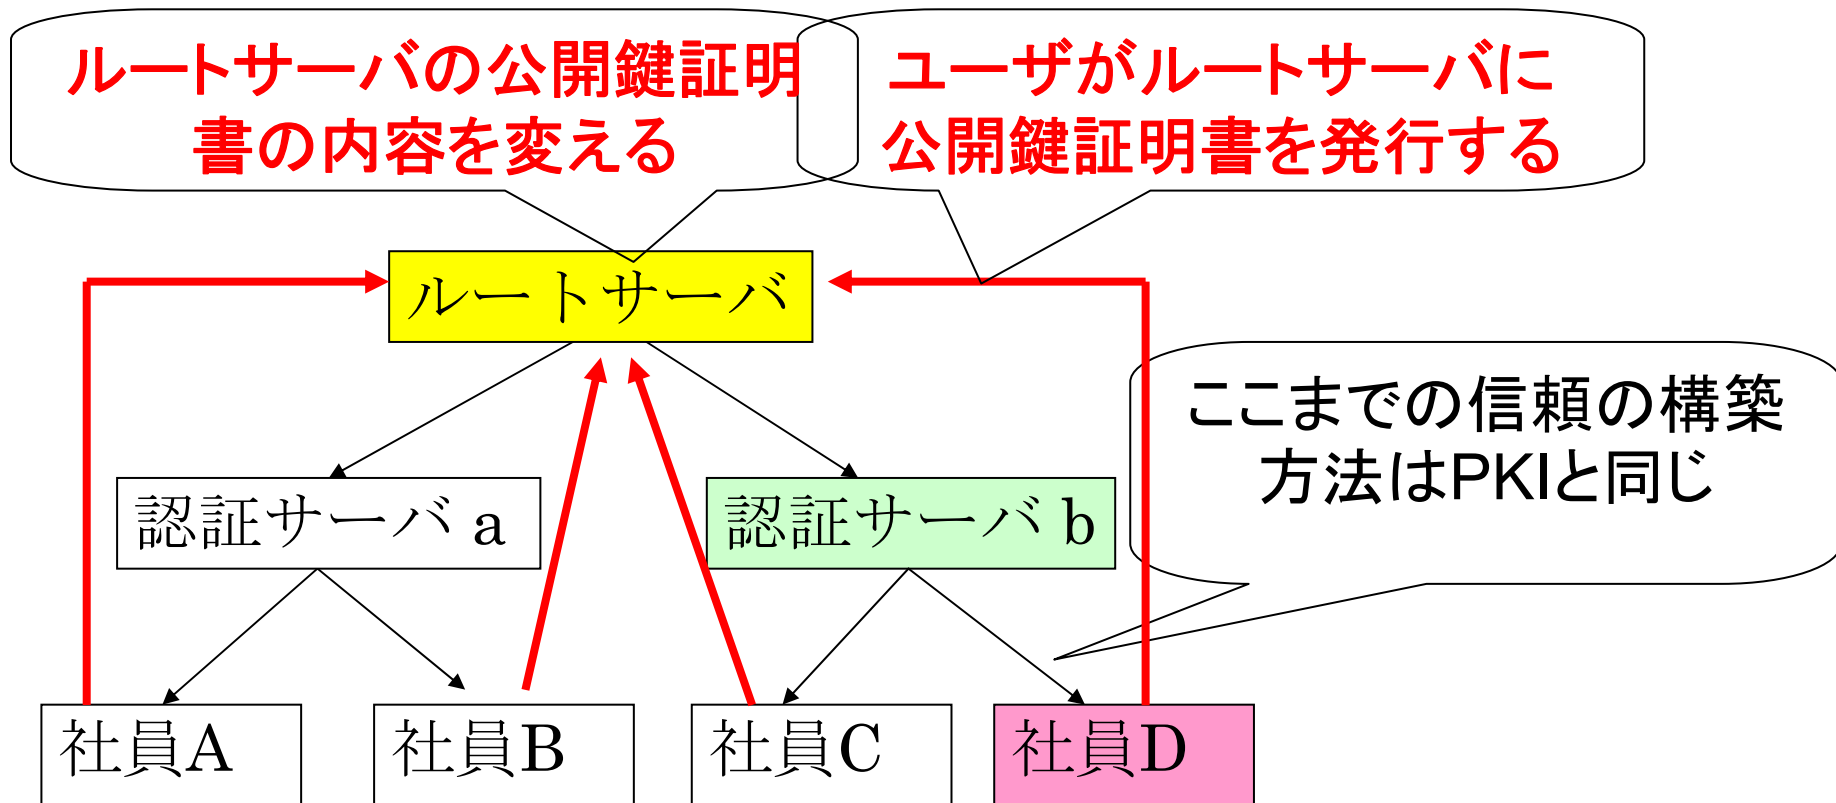 ルートサーバの公開鍵証明
書の内容を変える
ユーザがルートサーバに
公開鍵証明書を発行する
ルートサーバ
ここまでの信頼の構築
方法はPKIと同じ
認証サーバ a
認証サーバ b
社員A
社員B
社員C
社員D